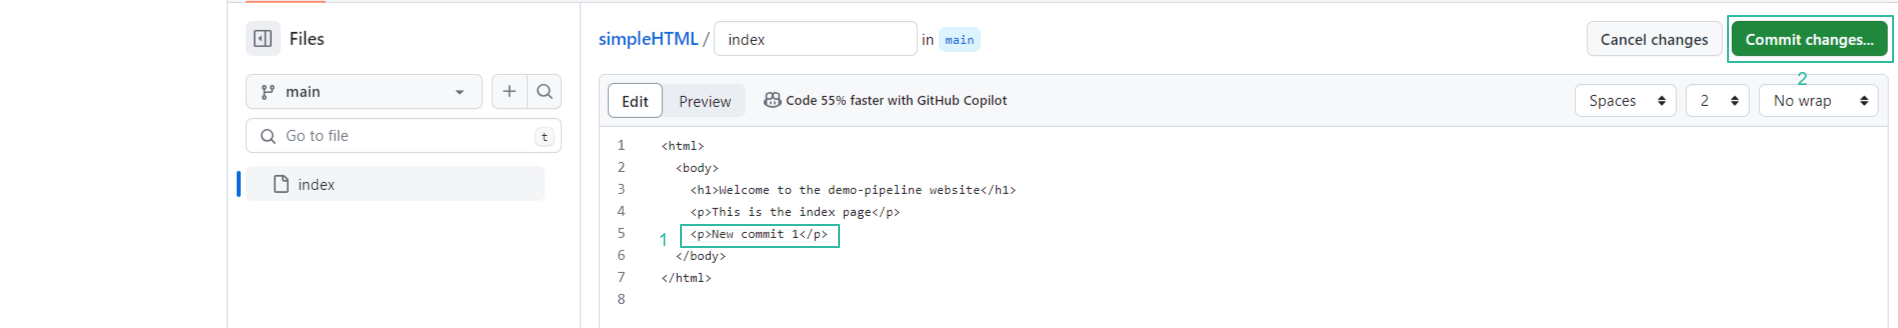 Files
main
Go to file
t
index
simpleHTML / index in main
Cancel changes
Commit changes...
2
Edit
Preview
Code 55% faster with GitHub Copilot
Spaces
2
No wrap
1 <html>
2 <body>
3 <h1>Welcome to the demo-pipeline website</h1>
4 <p>This is the index page</p>
1
5 <p>New commit 1</p>
6 </body>
7 </html>
8